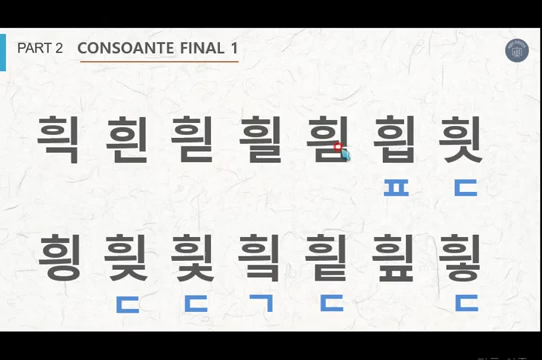 PART 2 CONSOANTE FINAL 1
흭 흰 흳 흴 흼 흽 흿
ㅍ ㄷ
힁 힂 힃 힄 힅 힆 힇
ㄷ ㄷ ㄱ ㄷ ㄷ